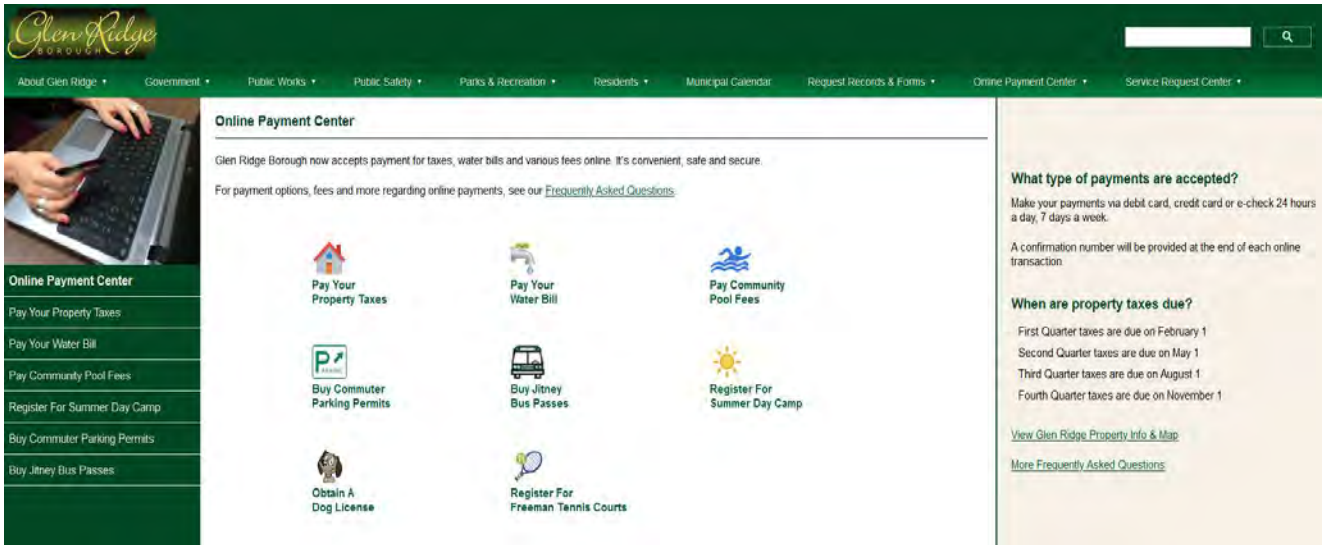 Glen Ridge
BOROUGH
About Glen Ridge
Government
Public Works
Public Safety
Parks & Recreation
Residents
Municipal Calendar
Request Records & Forms
Online Payment Center
Service Request Center
Online Payment Center
Pay Your Property Taxes
Pay Your Water Bill
Pay Community Pool Fees
Register For Summer Day Camp
Buy Commuter Parking Permits
Buy Jitney Bus Passes
Online Payment Center
Glen Ridge Borough now accepts payment for taxes, water bills and various fees online. It's convenient, safe and secure.
For payment options, fees and more regarding online payments, see our Frequently Asked Questions.
Pay Your
Property Taxes
Pay Your
Water Bill
Pay Community
Pool Fees
P
Buy Commuter
Parking Permits
Buy Jitney
Bus Passes
Register For
Summer Day Camp
Obtain A
Dog License
Register For
Freeman Tennis Courts
What type of payments are accepted?
Make your payments via debit card, credit card or e-check 24 hours
a day, 7 days a week.
A confirmation number will be provided at the end of each online
transaction
When are property taxes due?
First Quarter taxes are due on February 1
Second Quarter taxes are due on May 1
Third Quarter taxes are due on August 1
Fourth Quarter taxes are due on November 1
View Glen Ridge Property Info & Map
More Frequently Asked Questions